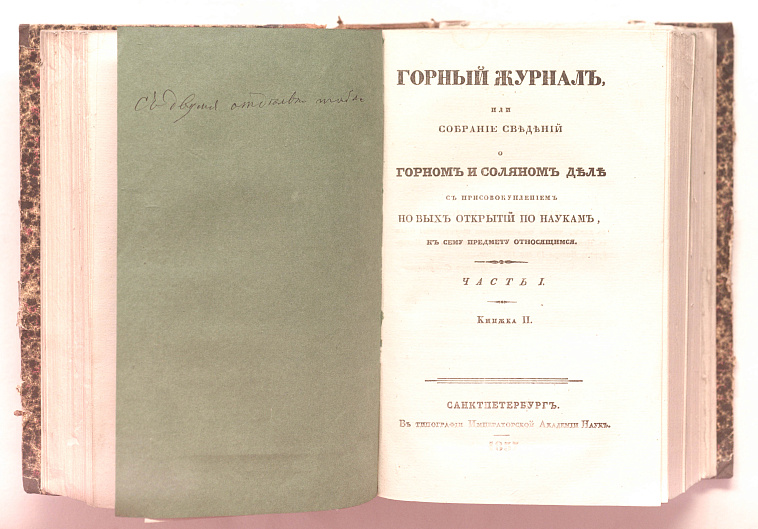 ГОРНЫЙ ЖУРНАЛЪ,
ИЛИ
СОБРАНІЕ СВѢДѢНІЙ
О
ГОРНОМЪ И СОЛЯНОМЪ ДѢЛѢ
СЪ ПРИСОВОКУПЛЕНІЕМЪ
НОВЫХЪ ОТКРЫТІЙ ПО НАУКАМЪ,
КЪ СЕМУ ПРЕДМЕТУ ОТНОСЯЩИМСЯ.
ЧАСТЬ I.
Книжка II.
САНКТПЕТЕРБУРГЪ.
Въ типографіи Императорской Академіи Наукъ.